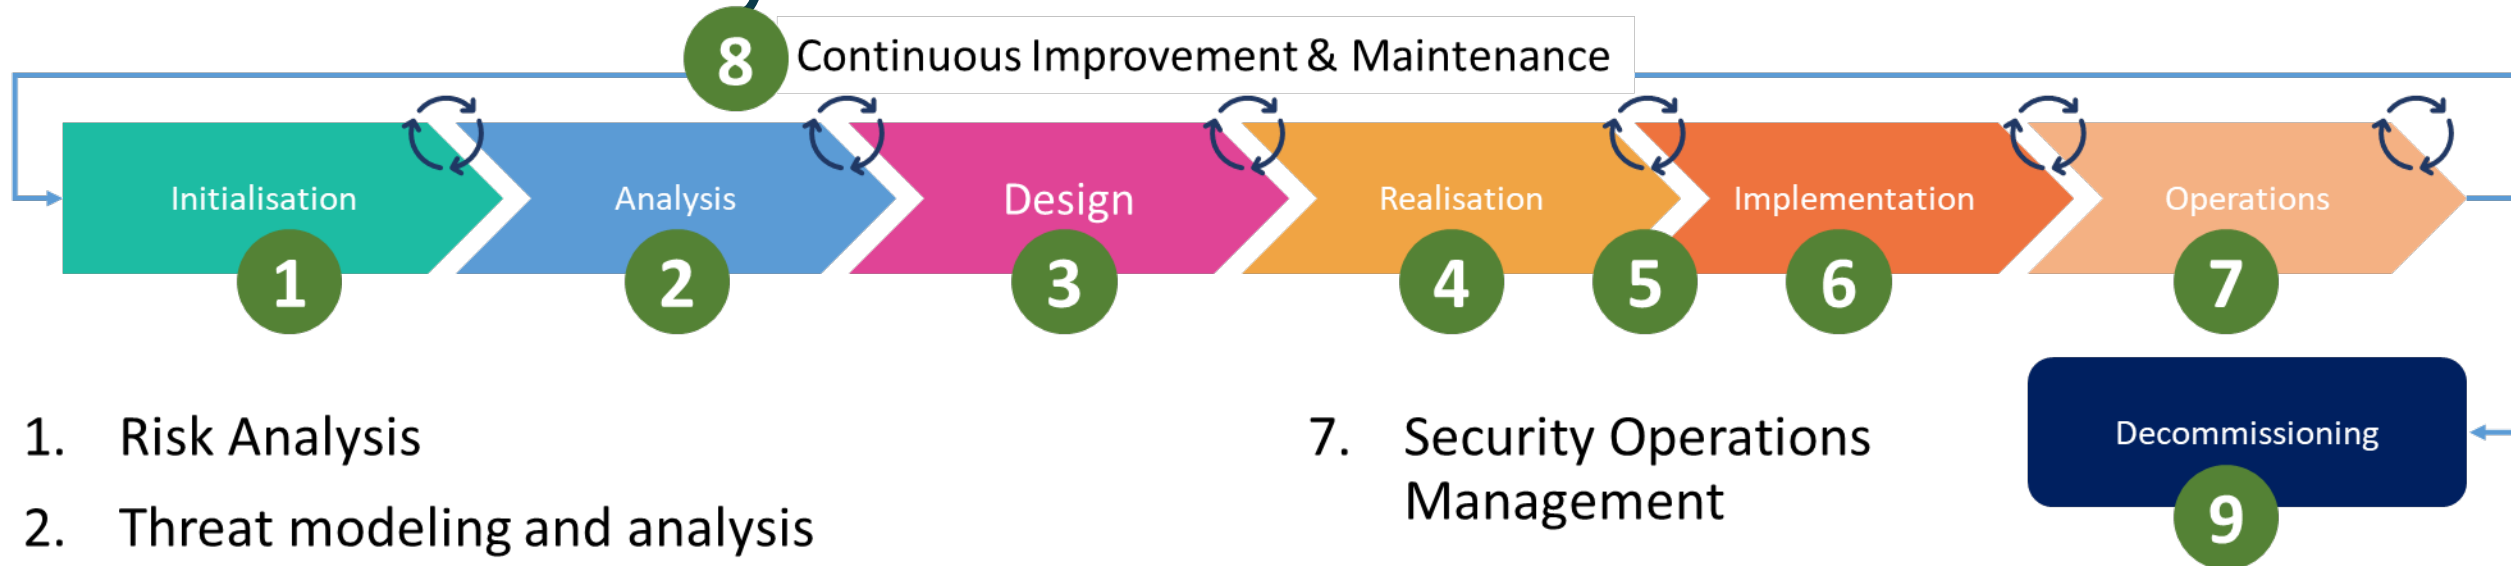 8 Continuous Improvement & Maintenance
Initialisation
Analysis
Design
Realisation
Implementation
Operations
1
2
3
4
5
6
7
1. Risk Analysis
2. Threat modeling and analysis
7. Security Operations
Management
Decommissioning
9